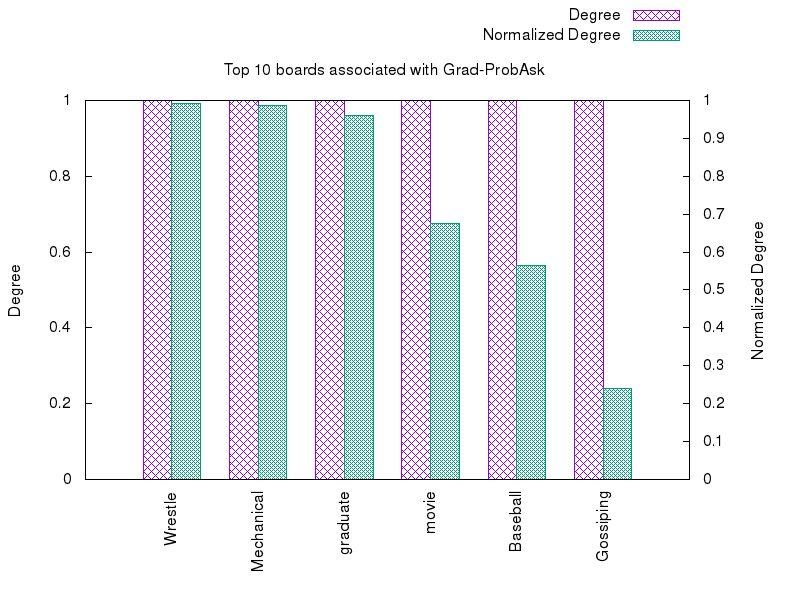 Degree
Normalized Degree
Top 10 boards associated with Grad-ProbAsk
1
0.8
0.6
0.4
0.2
0
Degree
1
0.9
0.8
0.7
0.6
0.5
0.4
0.3
0.2
0.1
0
Normalized Degree
Wrestle
Mechanical
graduate
movie
Baseball
Gossiping